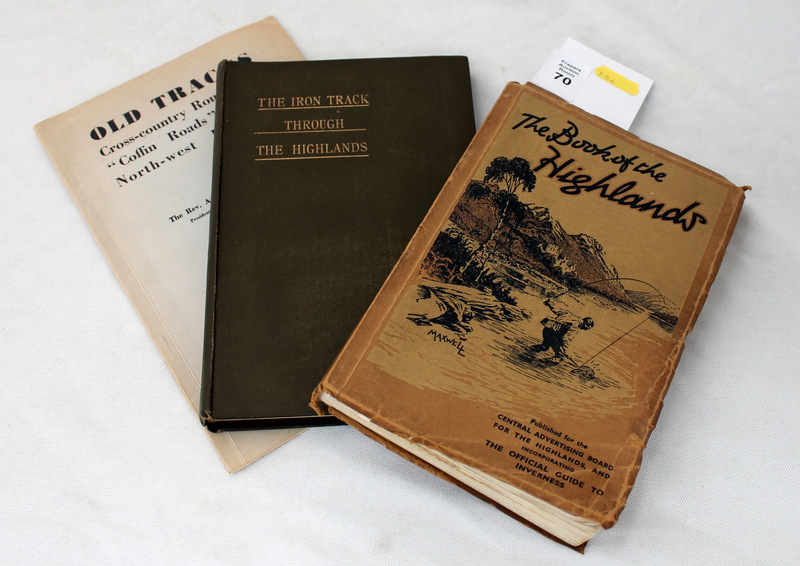 OLD TRACKS
Cross-country Rou
"Coffin Roads"
North-west
The Rev. A
THE IRON TRACK
THROUGH
THE HIGHLANDS
70
The Book of the
Highlands
MAXWELL
Published for the
CENTRAL ADVERTISING BOARD
FOR THE HIGHLANDS, AND
INCORPORATING
THE OFFICIAL GUIDE TO
INVERNESS